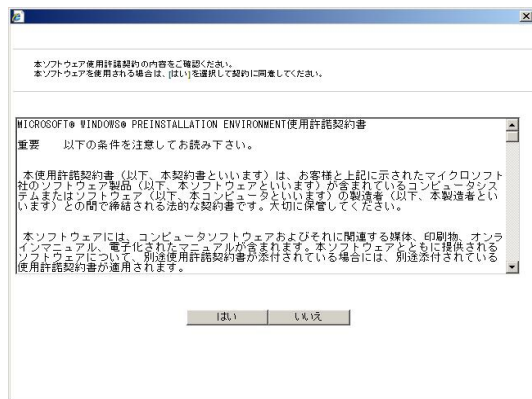 本ソフトウェア使用許諾契約の内容をご確認ください。
本ソフトウェアを使用される場合は、[はい]を選択して契約に同意してください。
MICROSOFT® WINDOWS® PREINSTALLATION ENVIRONMENT使用許諾契約書
重要　　以下の条件を注意してお読み下さい。
本使用許諾契約書（以下、本契約書といいます）は、お客様と上記に示されたマイクロソフト
社のソフトウェア製品（以下、本ソフトウェアといいます）が含まれているコンピュータシス
テムまたはソフトウェア（以下、本コンピュータといいます）の製造者（以下、本製造者とい
います）との間で締結される法的な契約書です。大切に保管してください。
本ソフトウェアには、コンピュータソフトウェアおよびそれに関連する媒体、印刷物、オンラ
インマニュアル、電子化されたマニュアルが含まれます。本ソフトウェアとともに提供される
ソフトウェアについて、別途使用許諾契約書が添付されている場合には、別途添付されている
使用許諾契約書が適用されます。
はい
いいえ